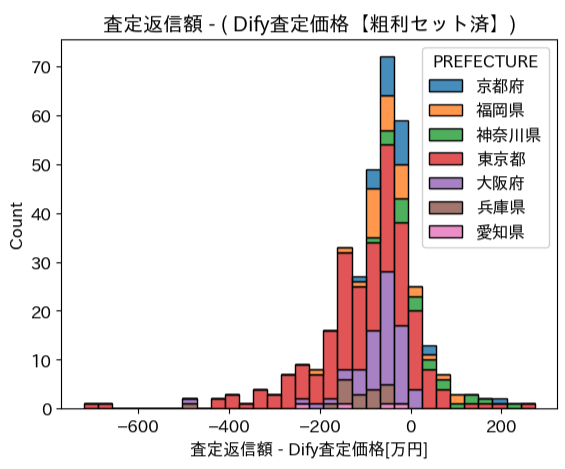 査定返信額 - ( Dify査定価格【粗利セット済】)
PREFECTURE
京都府
福岡県
神奈川県
東京都
大阪府
兵庫県
愛知県
Count
70
60
50
40
30
20
10
0
−600
−400
−200
0
200
査定返信額 - Dify査定価格[万円]